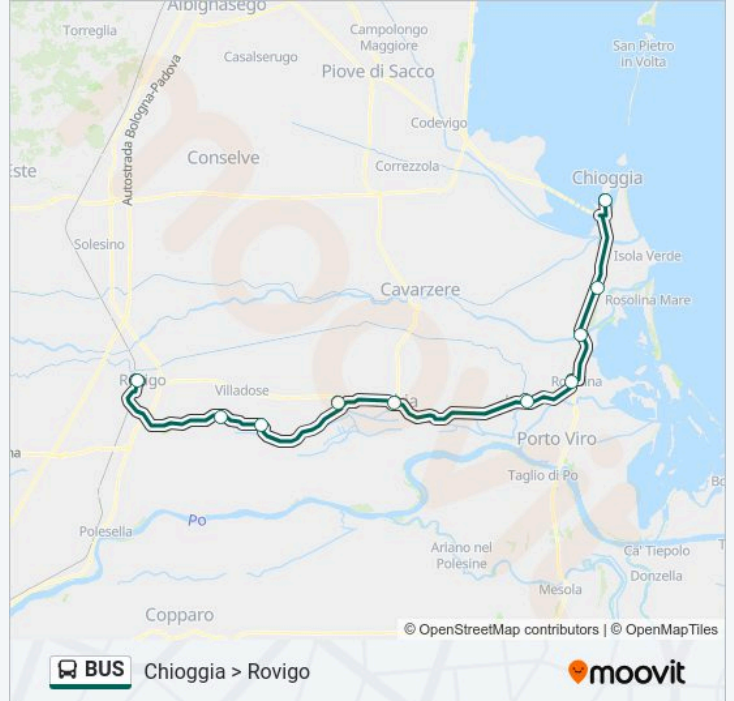 Albignasego
Torreglia
Campolongo
Maggiore
San Pietro
in Volta
Casalserugo
Piove di Sacco
Autostrada Bologna-Padova
Codevigo
Conselve
Correzzola
Este
Chioggia
Solesino
Isola Verde
Cavarzere
Rosolina Mare
Villadose
Porto Viro
Taglio di Po
Po
Polesella
Ariano nel
Polesine
Ca' Tiepolo
Donzella
Mesola
Copparo
© OpenStreetMap contributors | © OpenMapTiles
BUS Chioggia > Rovigo
moovit